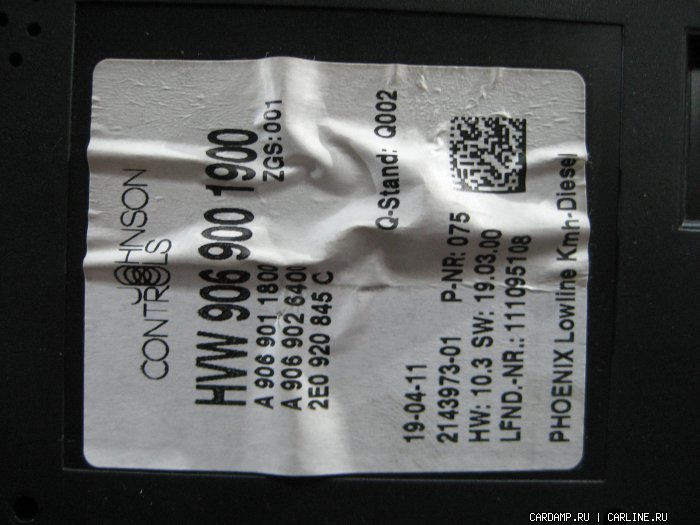 JOHNSON
CONTROLS
HVW 906 900 1900
A 906 901 1800 ZGS:001
A 906 902 6400
2E0 920 845 C
Q-Stand: Q002
19-04-11
2143973-01 P-NR: 075
HW: 10.3 SW: 19.03.00
LFND.-NR.: 111095108
PHOENIX Lowline Kmh-Diesel
CARDAMP.RU | CARLINE.RU